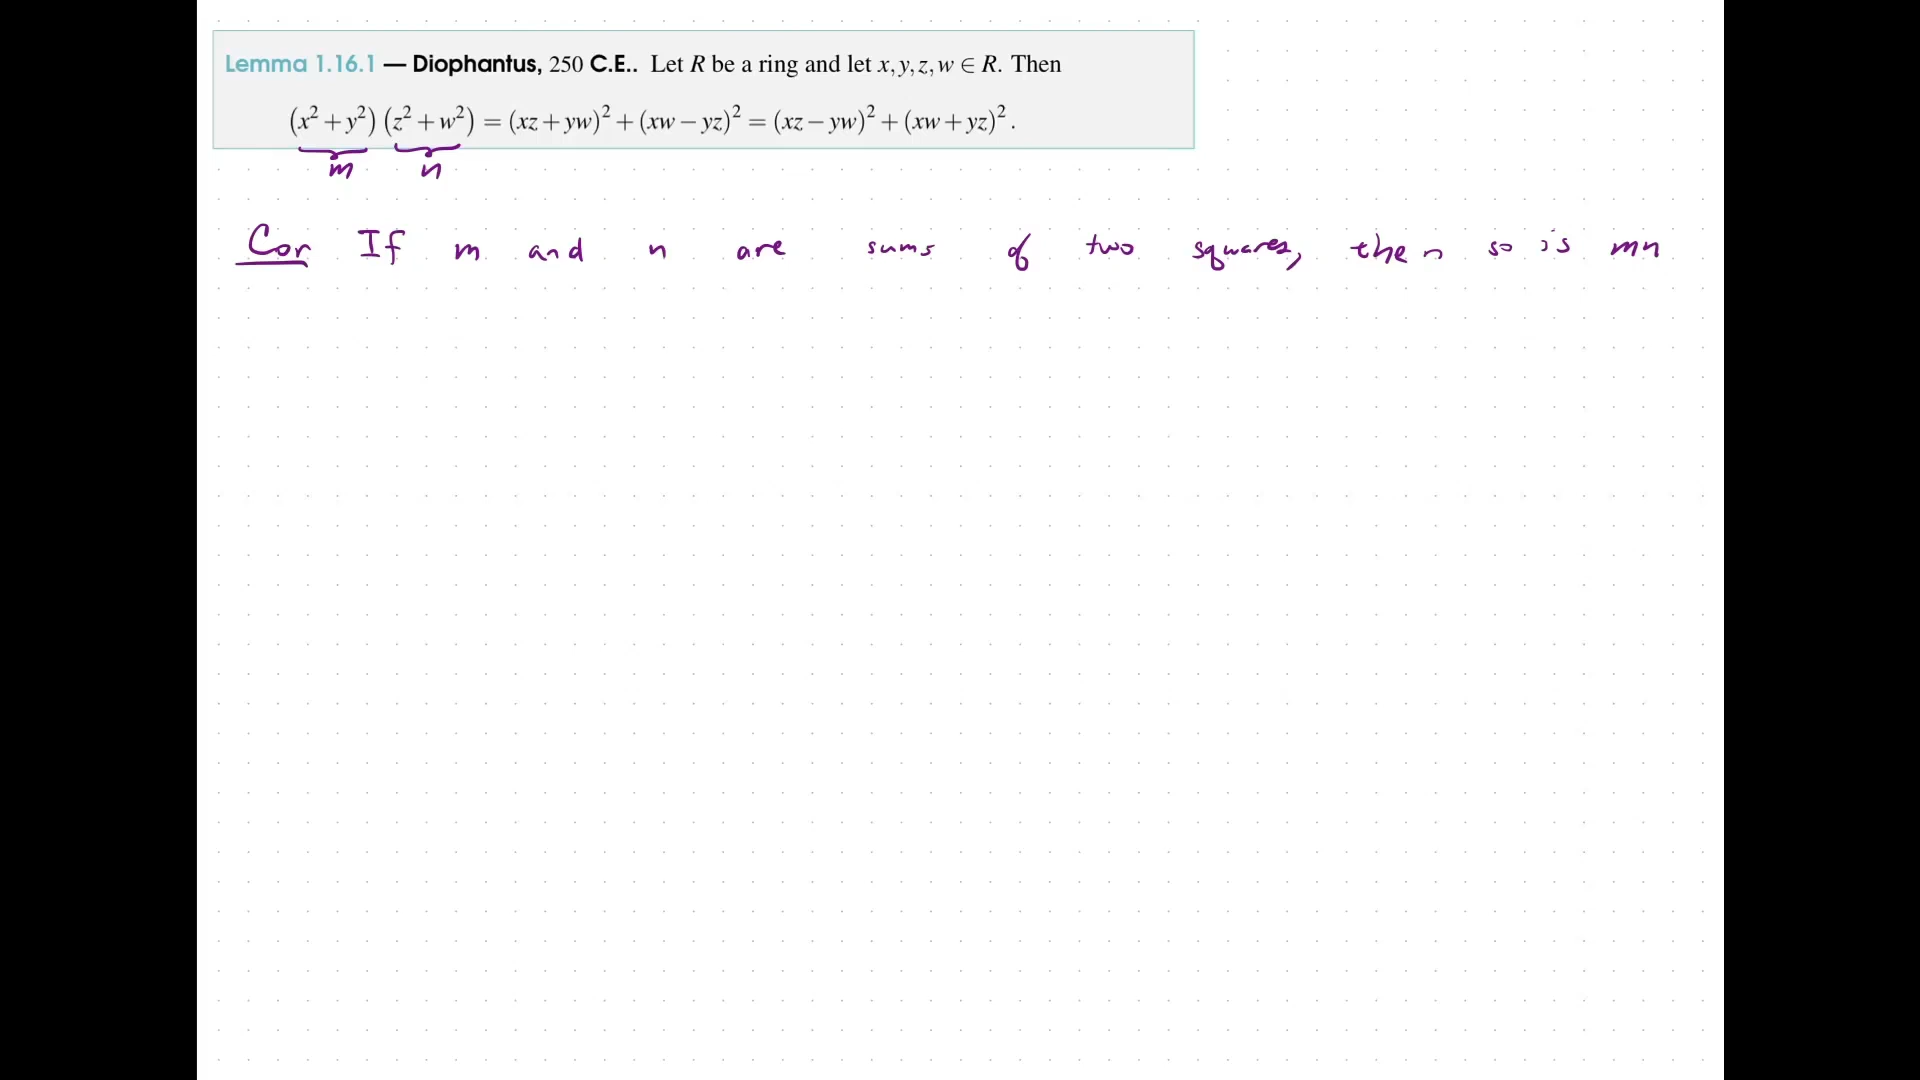 Lemma 1.16.1 — Diophantus, 250 C.E.. Let R be a ring and let x, y, z, w ∈ R. Then
(x² + y²) (z² + w²) = (xz + yw)² + (xw − yz)² = (xz − yw)² + (xw + yz)².
m n
Cor If m and n are sums of two squares, then so is mn